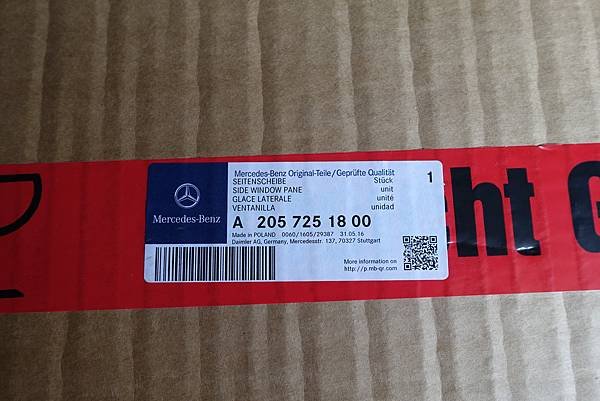 Mercedes-Benz Original-Teile/Geprüfte Qualität
SEITENSCHEIBE Stück 1
SIDE WINDOW PANE unit
GLACE LATERALE unité
VENTANILLA unidad
Mercedes-Benz
A 205 725 18 00
Made in POLAND 0060/1605/29387 31.05.16
Daimler AG, Germany, Mercedesstr. 137, 70327 Stuttgart
More information on
http://p.mb-qr.com
ht G